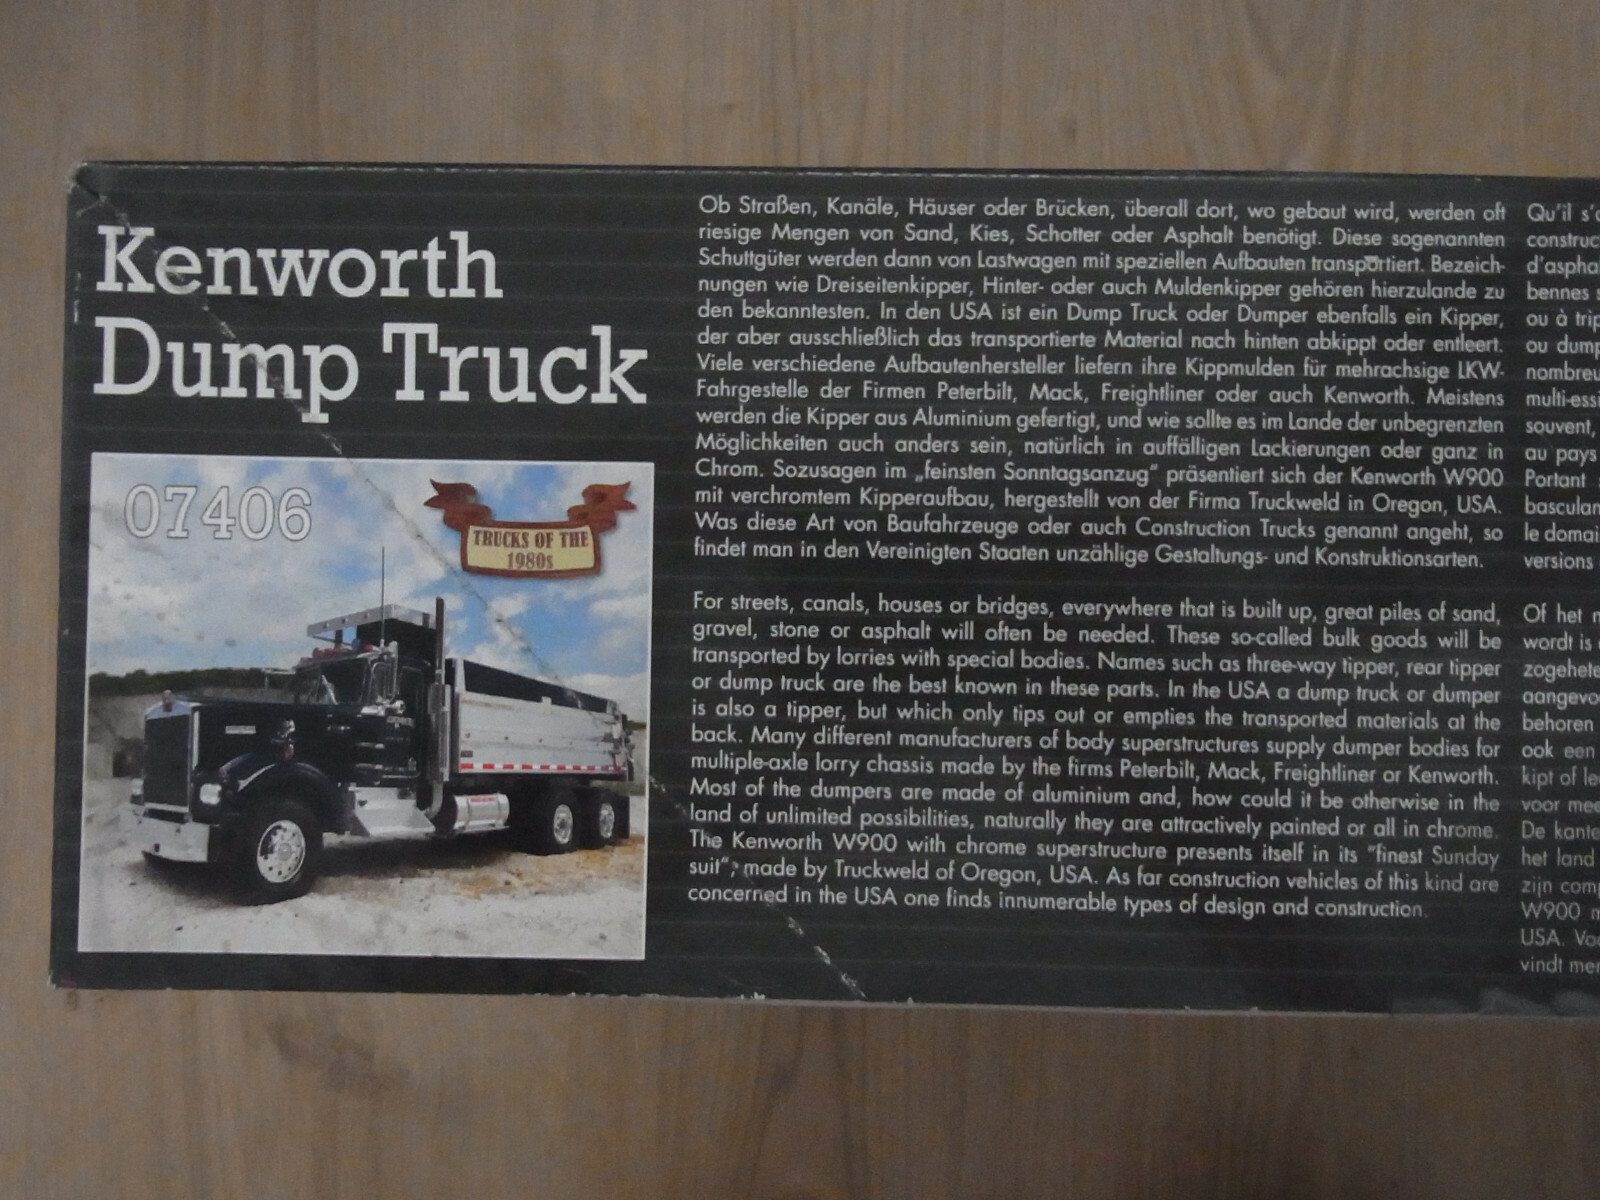 Kenworth
Dump Truck
07406
TRUCKS OF THE
1980s
Ob Straßen, Kanäle, Häuser oder Brücken, überall dort, wo gebaut wird, werden oft
riesige Mengen von Sand, Kies, Schotter oder Asphalt benötigt. Diese sogenannten
Schuttgüter werden dann von Lastwagen mit speziellen Aufbauten transportiert. Bezeich-
nungen wie Dreiseitenkipper, Hinter- oder auch Muldenkipper gehören hierzulande zu
den bekanntesten. In den USA ist ein Dump Truck oder Dumper ebenfalls ein Kipper,
der aber ausschließlich das transportierte Material nach hinten abkippt oder entleert.
Viele verschiedene Aufbautenhersteller liefern ihre Kippmulden für mehrachsige LKW-
Fahrgestelle der Firmen Peterbilt, Mack, Freightliner oder auch Kenworth. Meistens
werden die Kipper aus Aluminium gefertigt, und wie sollte es im Lande der unbegrenzten
Möglichkeiten auch anders sein, natürlich in auffälligen Lackierungen oder ganz in
Chrom. Sozusagen im „feinsten Sonntagsanzug" präsentiert sich der Kenworth W900
mit verchromtem Kipperaufbau, hergestellt von der Firma Truckweld in Oregon, USA.
Was diese Art von Baufahrzeuge oder auch Construction Trucks genannt angeht, so
findet man in den Vereinigten Staaten unzählige Gestaltungs- und Konstruktionsarten.
For streets, canals, houses or bridges, everywhere that is built up, great piles of sand,
gravel, stone or asphalt will often be needed. These so-called bulk goods will be
transported by lorries with special bodies. Names such as three-way tipper, rear tipper
or dump truck are the best known in these parts. In the USA a dump truck or dumper
is also a tipper, but which only tips out or empties the transported materials at the
back. Many different manufacturers of body superstructures supply dumper bodies for
multiple-axle lorry chassis made by the firms Peterbilt, Mack, Freightliner or Kenworth.
Most of the dumpers are made of aluminium and, how could it be otherwise in the
land of unlimited possibilities, naturally they are attractively painted or all in chrome.
The Kenworth W900 with chrome superstructure presents itself in its "finest Sunday
suit", made by Truckweld of Oregon, USA. As far construction vehicles of this kind are
concerned in the USA one finds innumerable types of design and construction.
Qu'il
construc
d'aspha
bennes
ou à
ou dump
nombreu
multi-essi
souvent,
au pays
Portant
basculan
le domai
versions
Of het
wordt is
zogehete
aangevo
behoren
ook een
kipt of
voor mee
De kante
het land
zijn comp
W900
USA. Voo
vindt